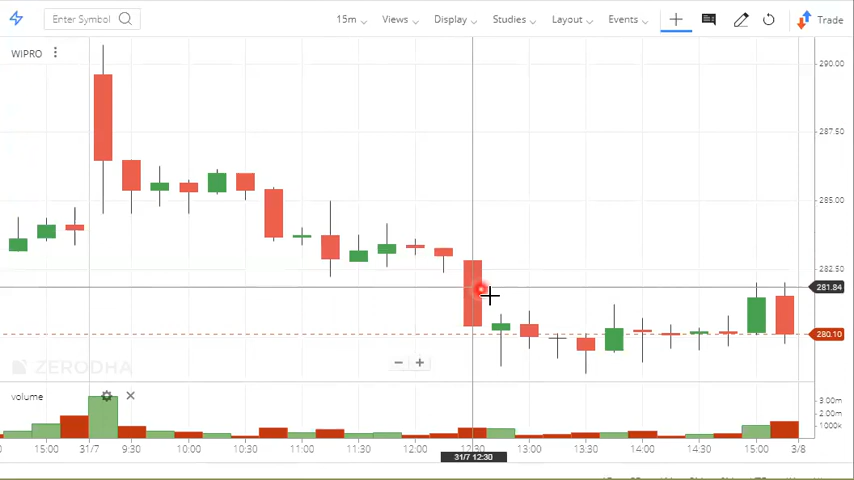 Enter Symbol 15m Views Display Studies Layout Events Trade
WIPRO
290.00
287.50
285.00
282.50
281.84
280.10
ZERODHA
volume
3.00m
2.00m
1000k
15:00 31/7 9:30 10:00 10:30 11:00 11:30 12:00 12:30 13:00 13:30 14:00 14:30 15:00 3/8
31/7 12:30